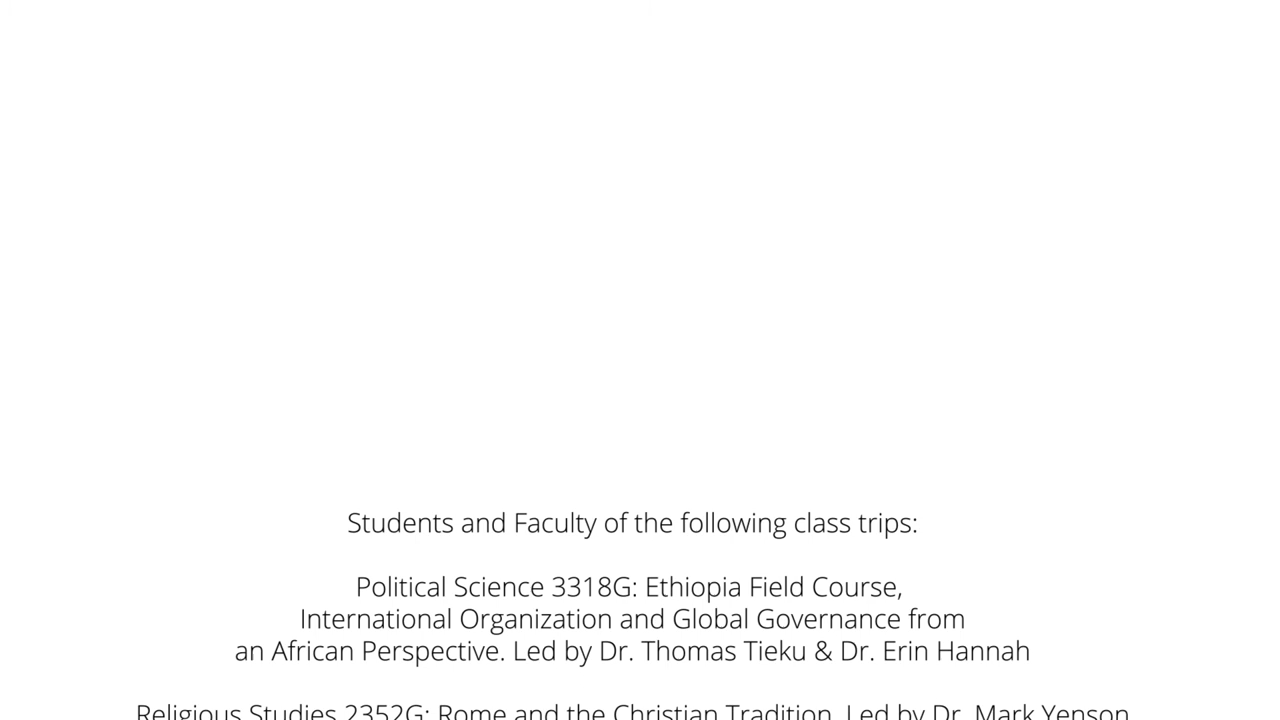 Students and Faculty of the following class trips:
Political Science 3318G: Ethiopia Field Course,
International Organization and Global Governance from
an African Perspective. Led by Dr. Thomas Tieku & Dr. Erin Hannah
Religious Studies 2352G: Rome and the Christian Tradition. Led by Dr. Mark Yenson